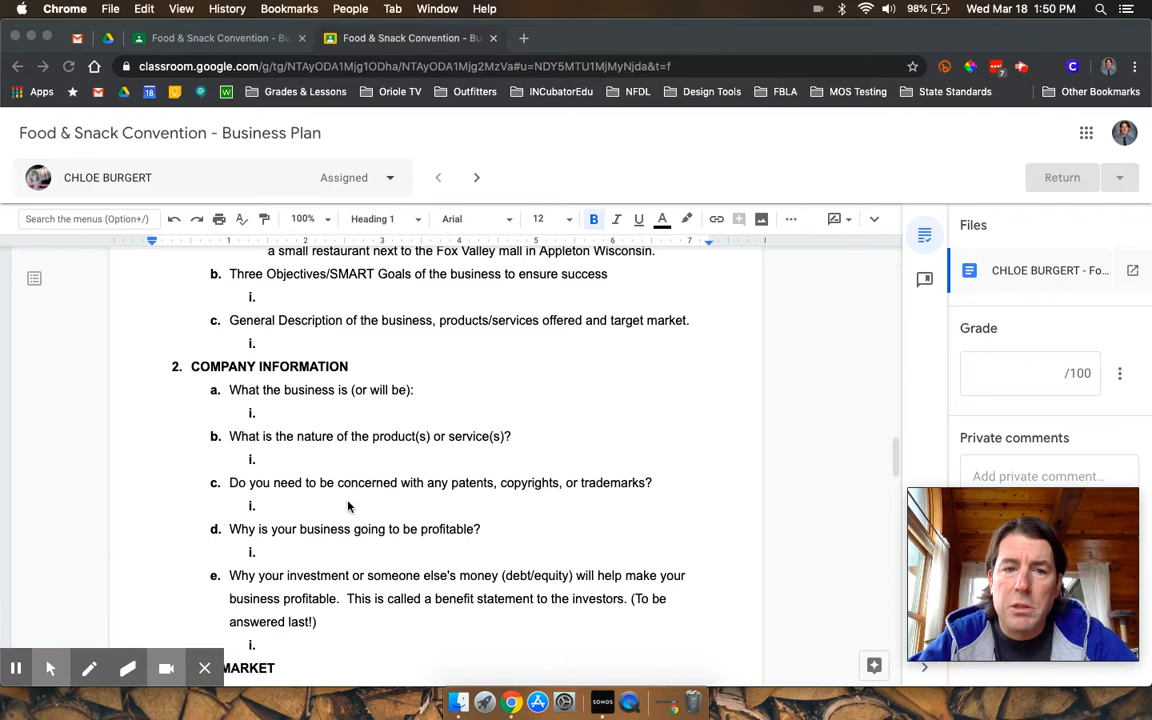 Chrome File Edit View History Bookmarks People Tab Window Help 98% Wed Mar 18 1:50 PM
Food & Snack Convention - Bu Food & Snack Convention - Bu
classroom.google.com/g/tg/NTAyODA1Mjg1ODha/NTAyODA1Mjg2MzVa#u=NDY5MTU1MjMyNjda&t=f
Apps Grades & Lessons Oriole TV Outfitters INCubatorEdu NFDL Design Tools FBLA MOS Testing State Standards Other Bookmarks
Food & Snack Convention - Business Plan
CHLOE BURGERT Assigned Return
Search the menus (Option+/) 100% Heading 1 Arial 12 B I U A
Files
1 2 3 4 5 6 7
a small restaurant next to the Fox Valley mall in Appleton Wisconsin.
b. Three Objectives/SMART Goals of the business to ensure success
CHLOE BURGERT - Fo...
i.
c. General Description of the business, products/services offered and target market.
Grade
i.
2. COMPANY INFORMATION
/100
a. What the business is (or will be):
i.
b. What is the nature of the product(s) or service(s)?
Private comments
i.
Add private comment...
c. Do you need to be concerned with any patents, copyrights, or trademarks?
i.
d. Why is your business going to be profitable?
i.
e. Why your investment or someone else's money (debt/equity) will help make your
business profitable. This is called a benefit statement to the investors. (To be
answered last!)
i.
MARKET
SONOS